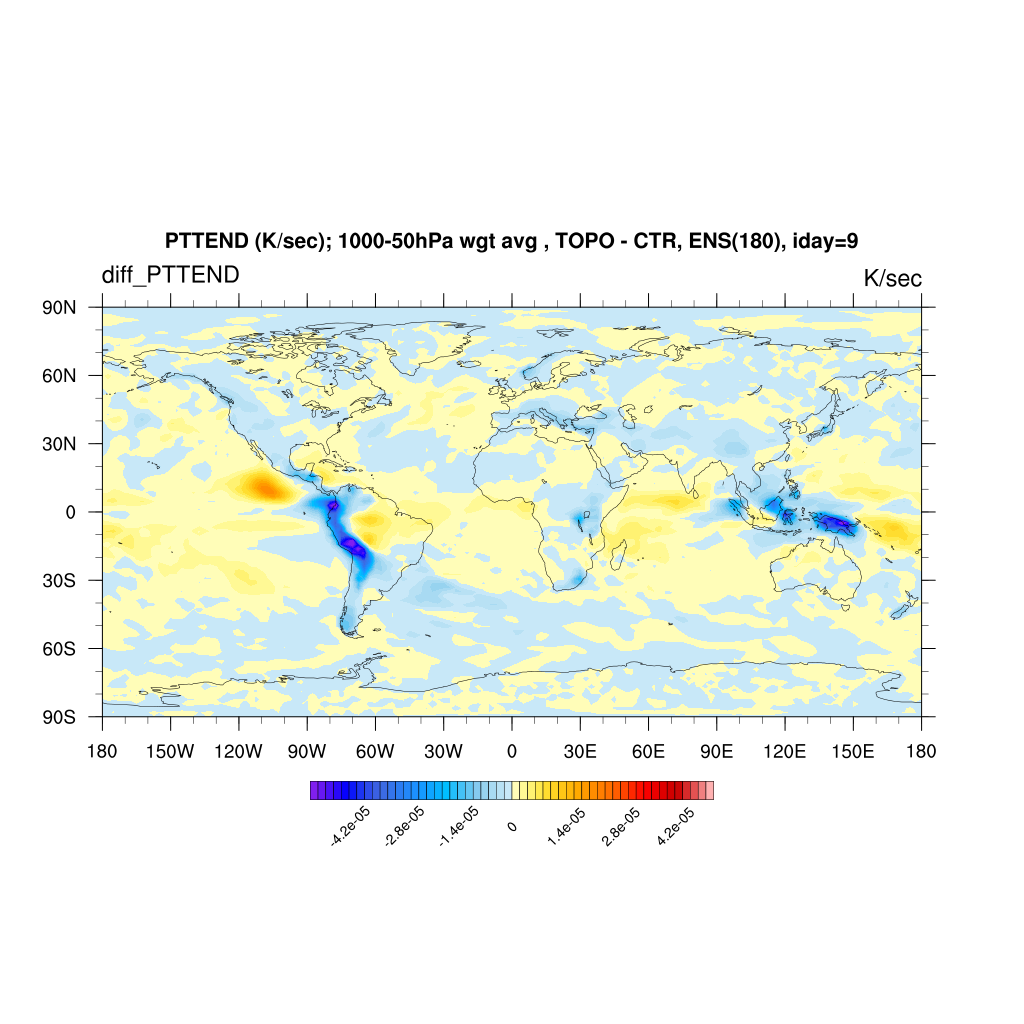 PTTEND (K/sec); 1000-50hPa wgt avg , TOPO - CTR, ENS(180), iday=9
diff_PTTEND K/sec
90N
60N
30N
0
30S
60S
90S
180 150W 120W 90W 60W 30W 0 30E 60E 90E 120E 150E 180
-4.2e-05 -2.8e-05 -1.4e-05 0 1.4e-05 2.8e-05 4.2e-05